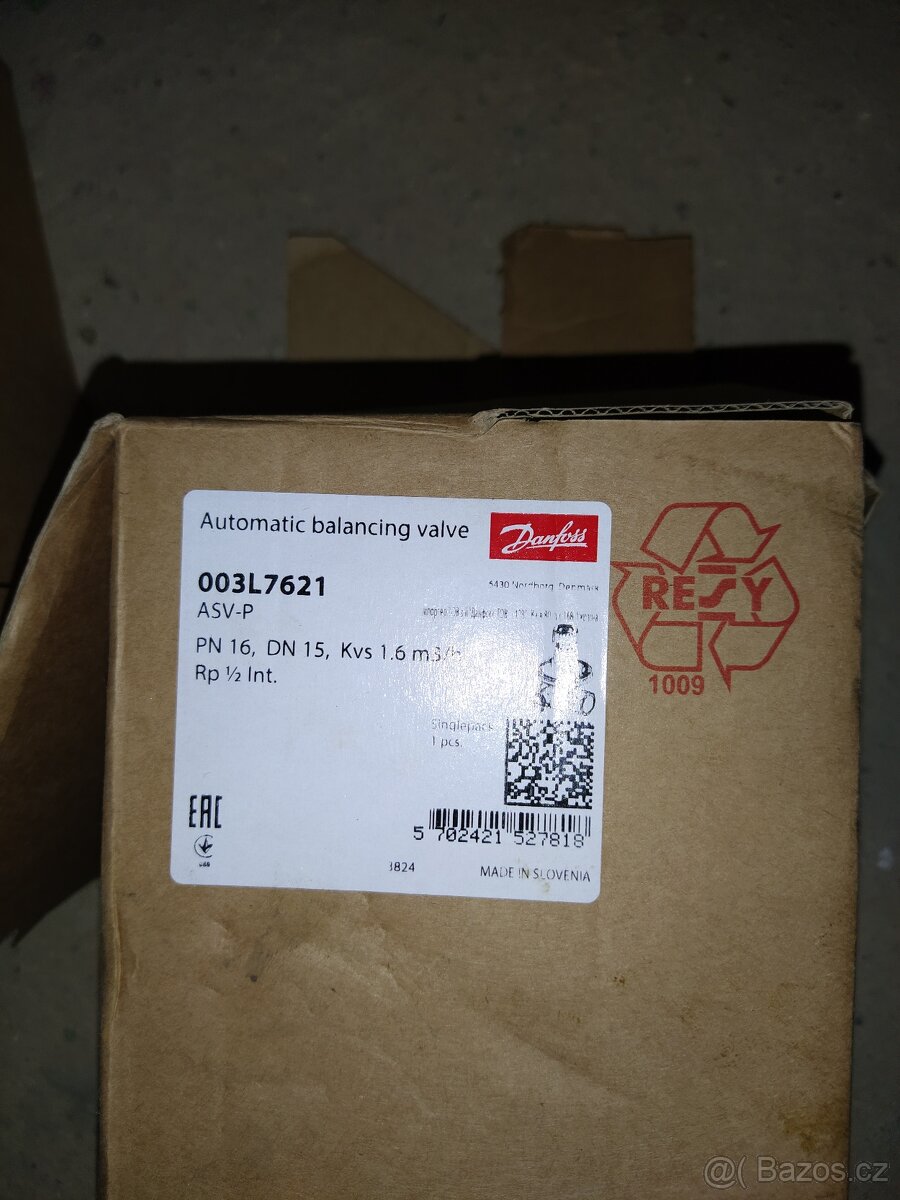 Automatic balancing valve
Danfoss
003L7621
6430 Nordborg, Denmark
ASV-P
PN 16, DN 15, Kvs 1.6 m3/h
Rp ½ Int.
Singlepack
1 pcs.
EAC
5 702421 527818
3824
MADE IN SLOVENIA
RESY
1009
@( Bazos.cz